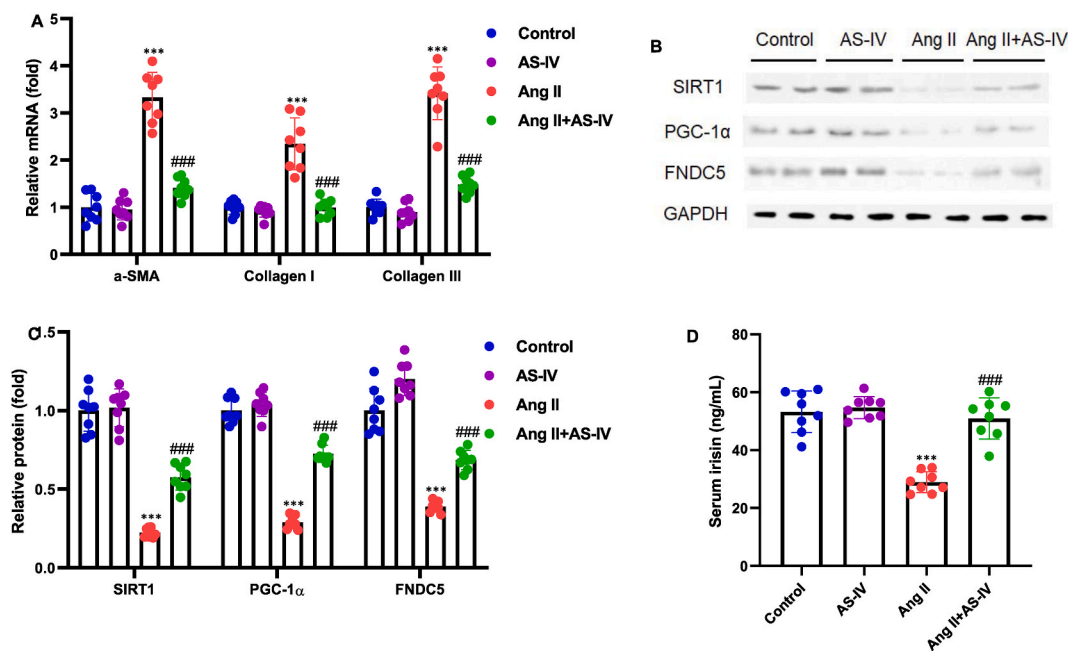 A
Relative mRNA (fold)
5
4
3
2
1
0
***
###
***
###
***
###
a-SMA
Collagen I
Collagen III
Control
AS-IV
Ang II
Ang II+AS-IV
B
Control AS-IV Ang II Ang II+AS-IV
SIRT1
PGC-1α
FNDC5
GAPDH
C
Relative protein (fold)
1.5
1.0
0.5
0.0
***
###
***
###
***
###
SIRT1
PGC-1α
FNDC5
Control
AS-IV
Ang II
Ang II+AS-IV
D
Serum irisin (ng/mL)
80
60
40
20
0
***
###
Control
AS-IV
Ang II
Ang II+AS-IV